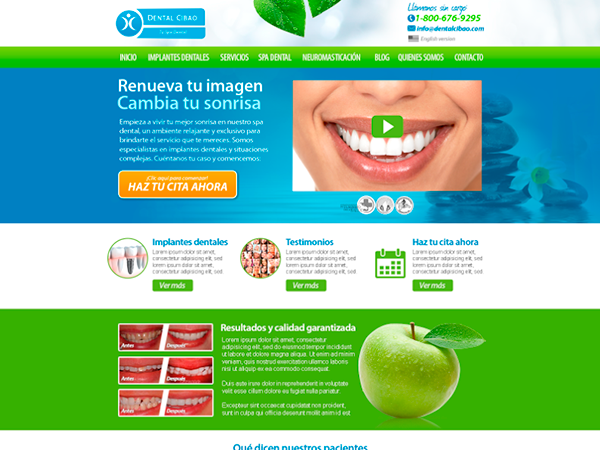 DENTAL CIBAO
Tu Spa Dental
Llámenos sin cargo
1-800-676-9295
info@dentalcibao.com
English version
INICIO IMPLANTES DENTALES SERVICIOS SPA DENTAL NEUROMASTICACIÓN BLOG QUIENES SOMOS CONTACTO
Renueva tu imagen
Cambia tu sonrisa
Empieza a vivir tu mejor sonrisa en nuestro spa
dental, un ambiente relajante y exclusivo para
brindarte el servicio que te mereces. Somos
especialistas en implantes dentales y situaciones
complejas. Cuéntanos tu caso y comencemos:
¡Clic aquí para comenzar!
HAZ TU CITA AHORA
Implantes dentales
Lorem ipsum dolor sit amet,
consectetur adipisicing elit, sed
lorem ipsum dolor sit amet,
consectetur adipisicing elit, sed
Ver más
Testimonios
Lorem ipsum dolor sit amet,
consectetur adipisicing elit, sed
lorem ipsum dolor sit amet,
consectetur adipisicing elit, sed
Ver más
Haz tu cita ahora
Lorem ipsum dolor sit amet,
consectetur adipisicing elit, sed
lorem ipsum dolor sit amet,
consectetur adipisicing elit, sed
Ver más
Antes Después
Antes Después
Antes Después
Resultados y calidad garantizada
Lorem ipsum dolor sit amet, consectetur adipisicing
elit, sed do eiusmod tempor incididunt
ut labore et dolore magna aliqua. Ut enim ad minim
veniam, quis nostrud exercitation ullamco laboris
nisi ut aliquip ex ea commodo consequat.
Duis aute irure dolor in reprehenderit in voluptate
velit esse cillum dolore eu fugiat nulla pariatur.
Excepteur sint occaecat cupidatat non proident,
sunt in culpa qui officia deserunt mollit anim id est
Qué dicen nuestros pacientes